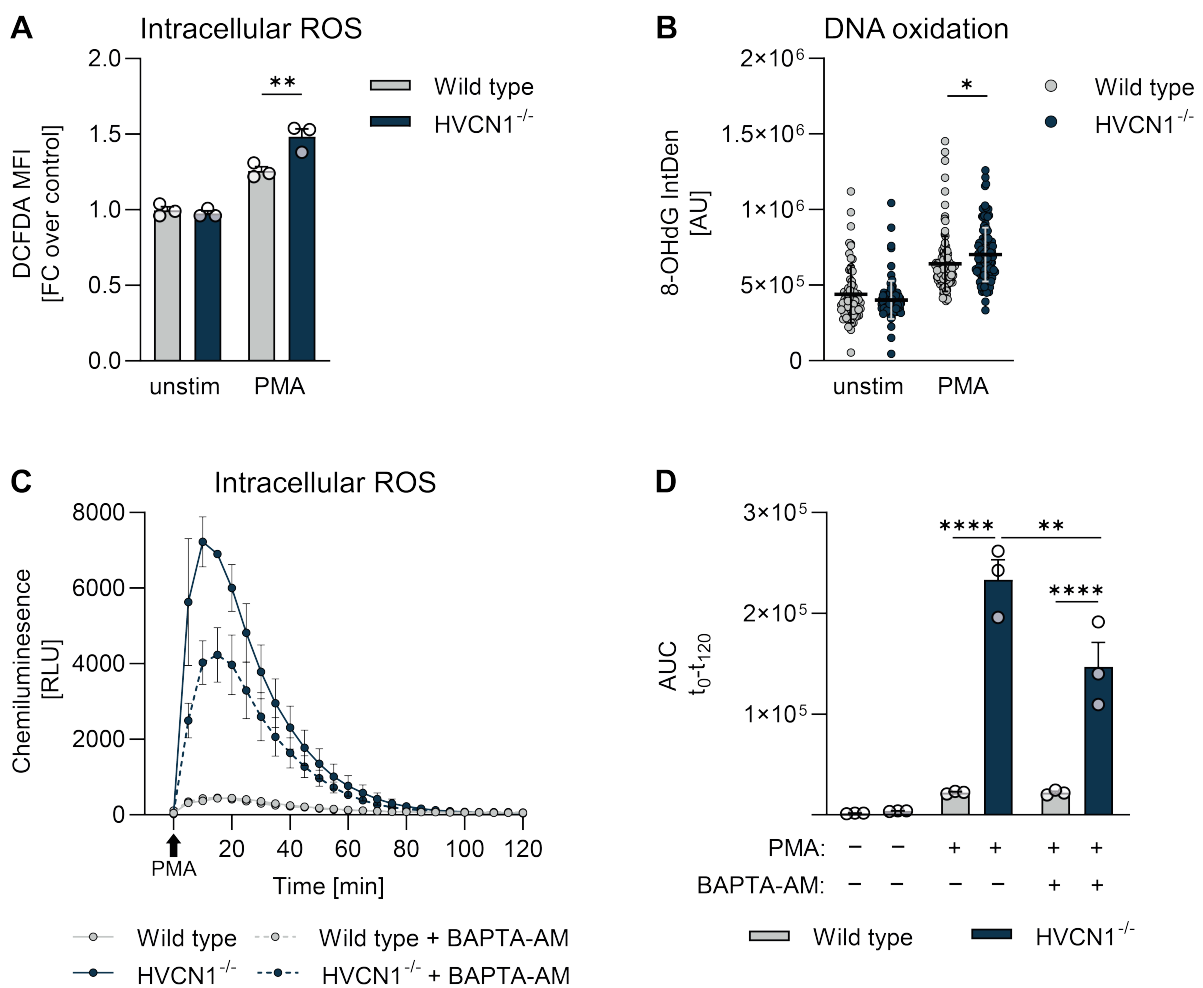 A
Intracellular ROS
DCFDA MFI
[FC over control]
2.0
1.5
1.0
0.5
0.0
**
unstim
PMA
Wild type
HVCN1⁻/⁻
B
DNA oxidation
8-OHdG IntDen
[AU]
2×10⁶
1.5×10⁶
1×10⁶
5×10⁵
0
*
unstim
PMA
Wild type
HVCN1⁻/⁻
C
Intracellular ROS
Chemiluminesence
[RLU]
8000
6000
4000
2000
0
20 40 60 80 100 120
PMA
Time [min]
Wild type
Wild type + BAPTA-AM
HVCN1⁻/⁻
HVCN1⁻/⁻ + BAPTA-AM
D
AUC
t₀-t₁₂₀
3×10⁵
2×10⁵
1×10⁵
**** **
****
PMA: – – + + + +
BAPTA-AM: – – – – + +
Wild type
HVCN1⁻/⁻